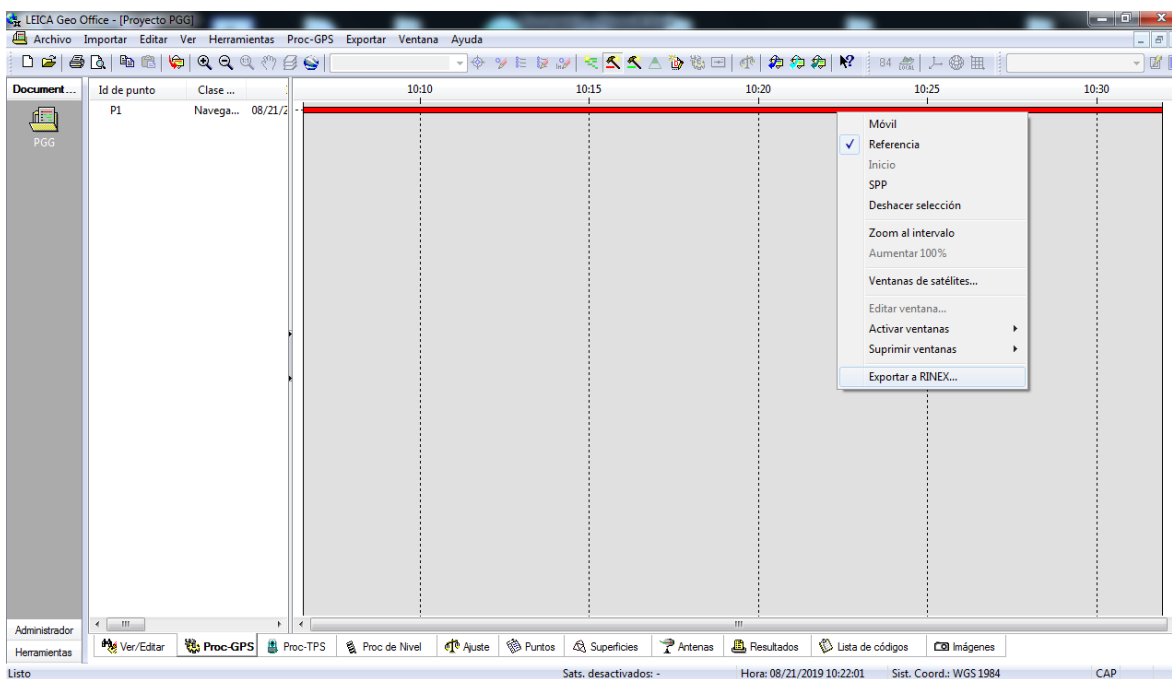 LEICA Geo Office - [Proyecto PGG]
Archivo Importar Editar Ver Herramientas Proc-GPS Exportar Ventana Ayuda
84
Document...
PGG
Administrador
Herramientas
Id de punto Clase ...
P1 Navega... 08/21/2
10:10 10:15 10:20 10:25 10:30
Móvil
Referencia
Inicio
SPP
Deshacer selección
Zoom al intervalo
Aumentar 100%
Ventanas de satélites...
Editar ventana...
Activar ventanas
Suprimir ventanas
Exportar a RINEX...
Ver/Editar Proc-GPS Proc-TPS Proc de Nivel Ajuste Puntos Superficies Antenas Resultados Lista de códigos Imágenes
Listo Sats. desactivados: - Hora: 08/21/2019 10:22:01 Sist. Coord.: WGS 1984 CAP